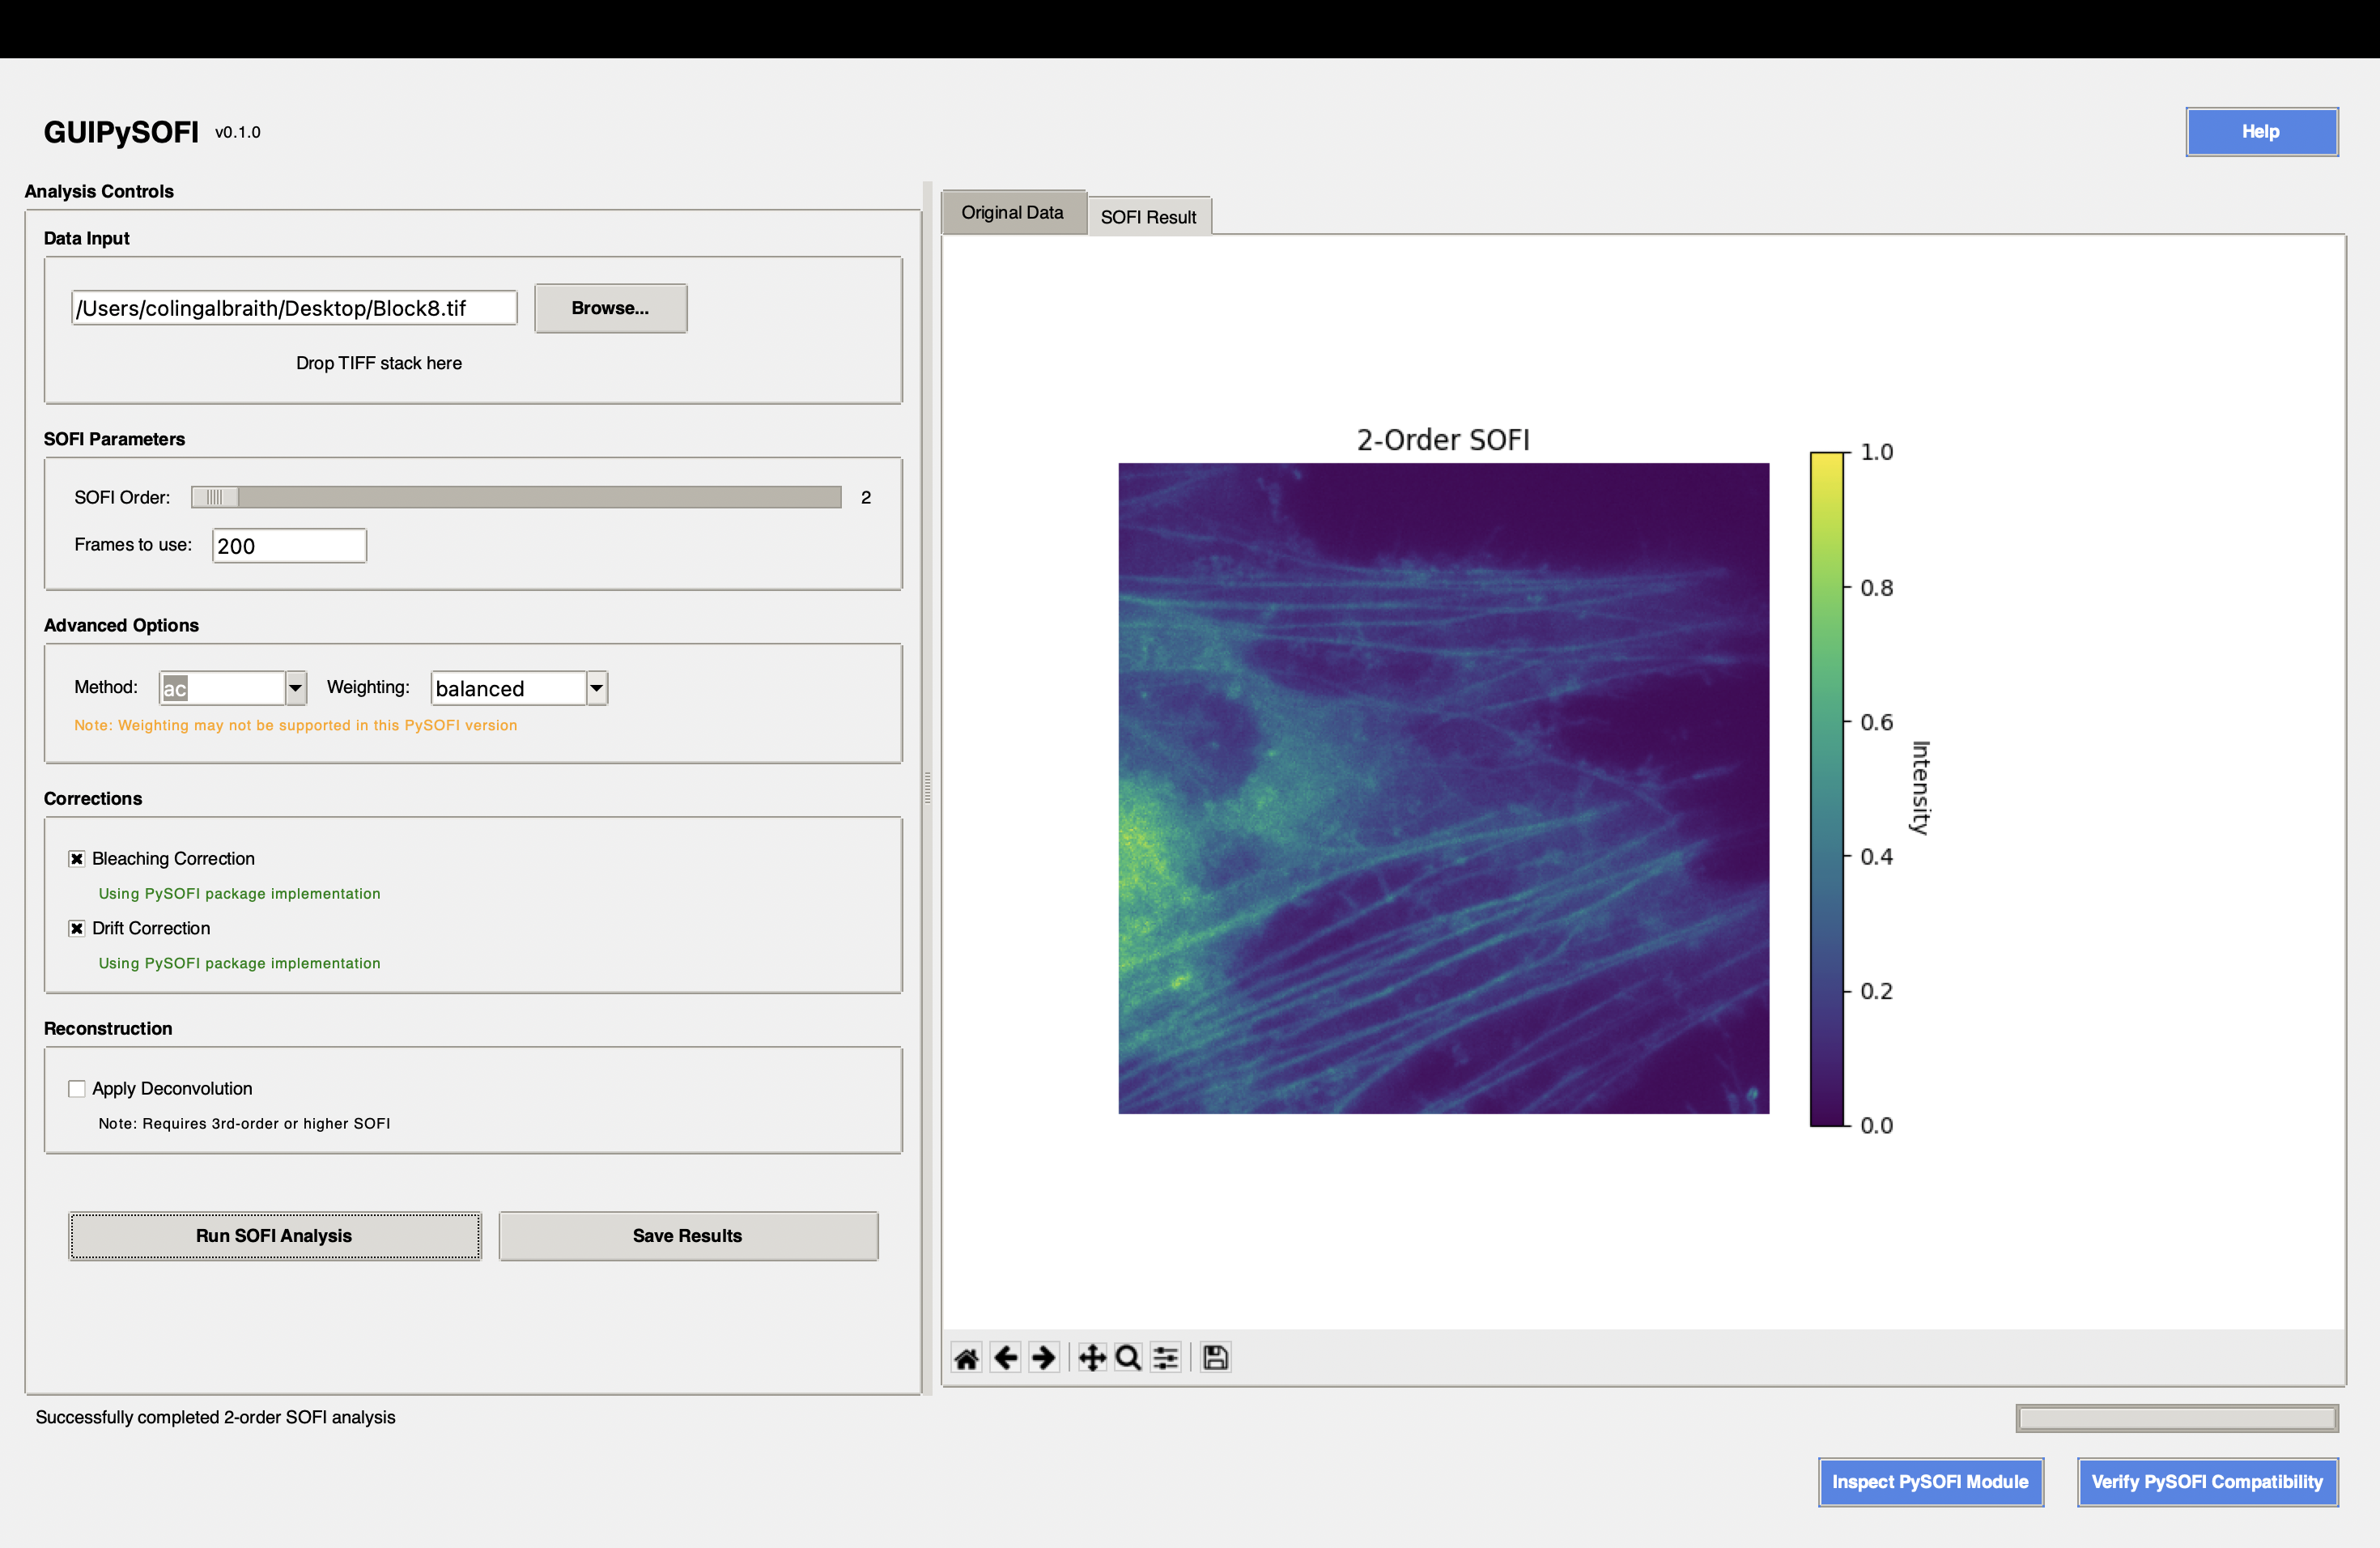 GUIPySOFI v0.1.0
Help
Analysis Controls
Data Input
/Users/colingalbraith/Desktop/Block8.tif
Browse...
Drop TIFF stack here
SOFI Parameters
SOFI Order:
2
Frames to use:
200
Advanced Options
Method:
ac
Weighting:
balanced
Note: Weighting may not be supported in this PySOFI version
Corrections
Bleaching Correction
Using PySOFI package implementation
Drift Correction
Using PySOFI package implementation
Reconstruction
Apply Deconvolution
Note: Requires 3rd-order or higher SOFI
Run SOFI Analysis
Save Results
Original Data
SOFI Result
2-Order SOFI
1.0
0.8
0.6
0.4
0.2
0.0
Intensity
Successfully completed 2-order SOFI analysis
Inspect PySOFI Module
Verify PySOFI Compatibility